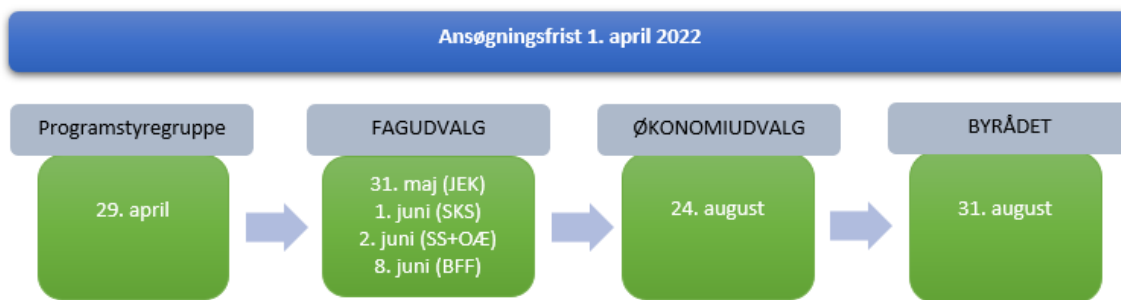 Ansøgningsfrist 1. april 2022
Programstyregruppe
29. april
FAGUDVALG
31. maj (JEK)
1. juni (SKS)
2. juni (SS+OÆ)
8. juni (BFF)
ØKONOMIUDVALG
24. august
BYRÅDET
31. august